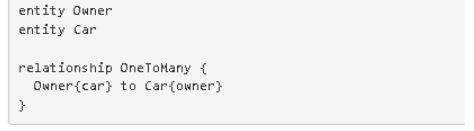 entity Owner
entity Car

relationship OneToMany {
  Owner{car} to Car{owner}
}